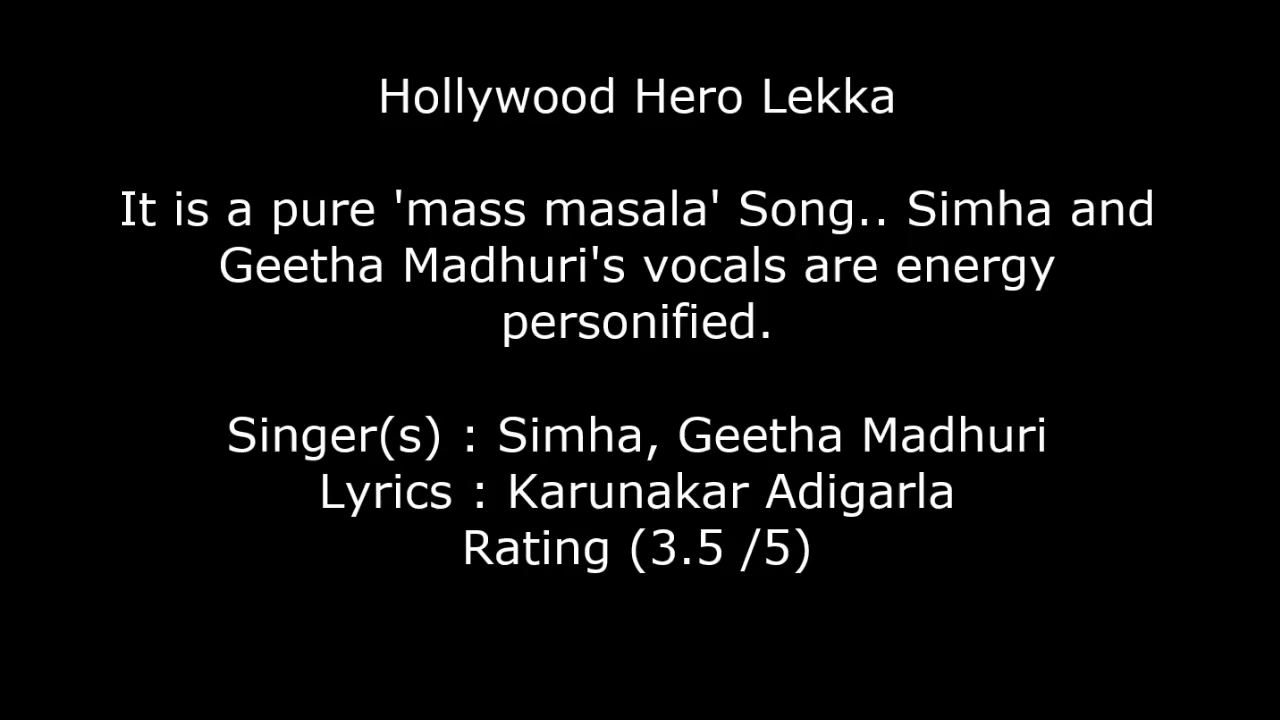 Hollywood Hero Lekka
It is a pure 'mass masala' Song.. Simha and
Geetha Madhuri's vocals are energy
personified.
Singer(s) : Simha, Geetha Madhuri
Lyrics : Karunakar Adigarla
Rating (3.5 /5)